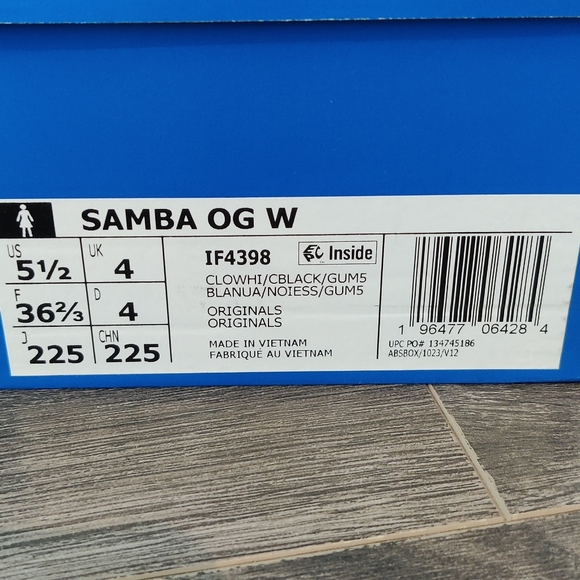 SAMBA OG W
US 5½ UK 4
F 36⅔ D 4
J 225 CHN 225
IF4398 Inside
CLOWHI/CBLACK/GUM5
BLANUA/NOIESS/GUM5
ORIGINALS
ORIGINALS
MADE IN VIETNAM
FABRIQUÉ AU VIETNAM
1 96477 06428 4
UPC PO# 134745186
ABSBOX/1023/V12